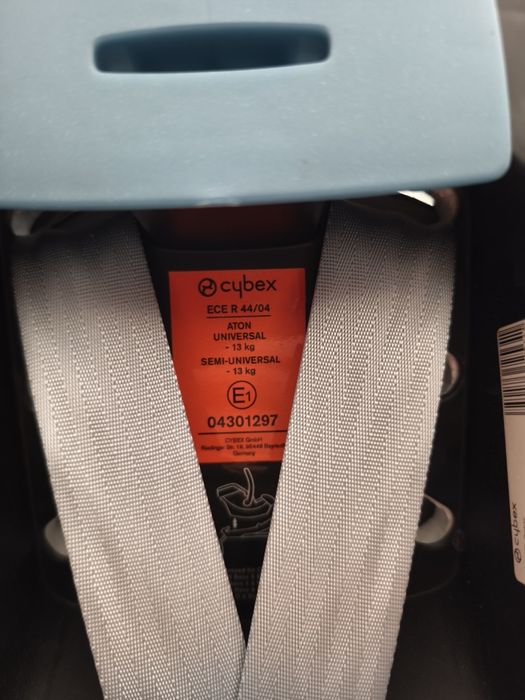 cybex
ECE R 44/04
ATON
UNIVERSAL
- 13 kg
SEMI-UNIVERSAL
- 13 kg
E1
04301297
CYBEX GmbH
Germany
cybex